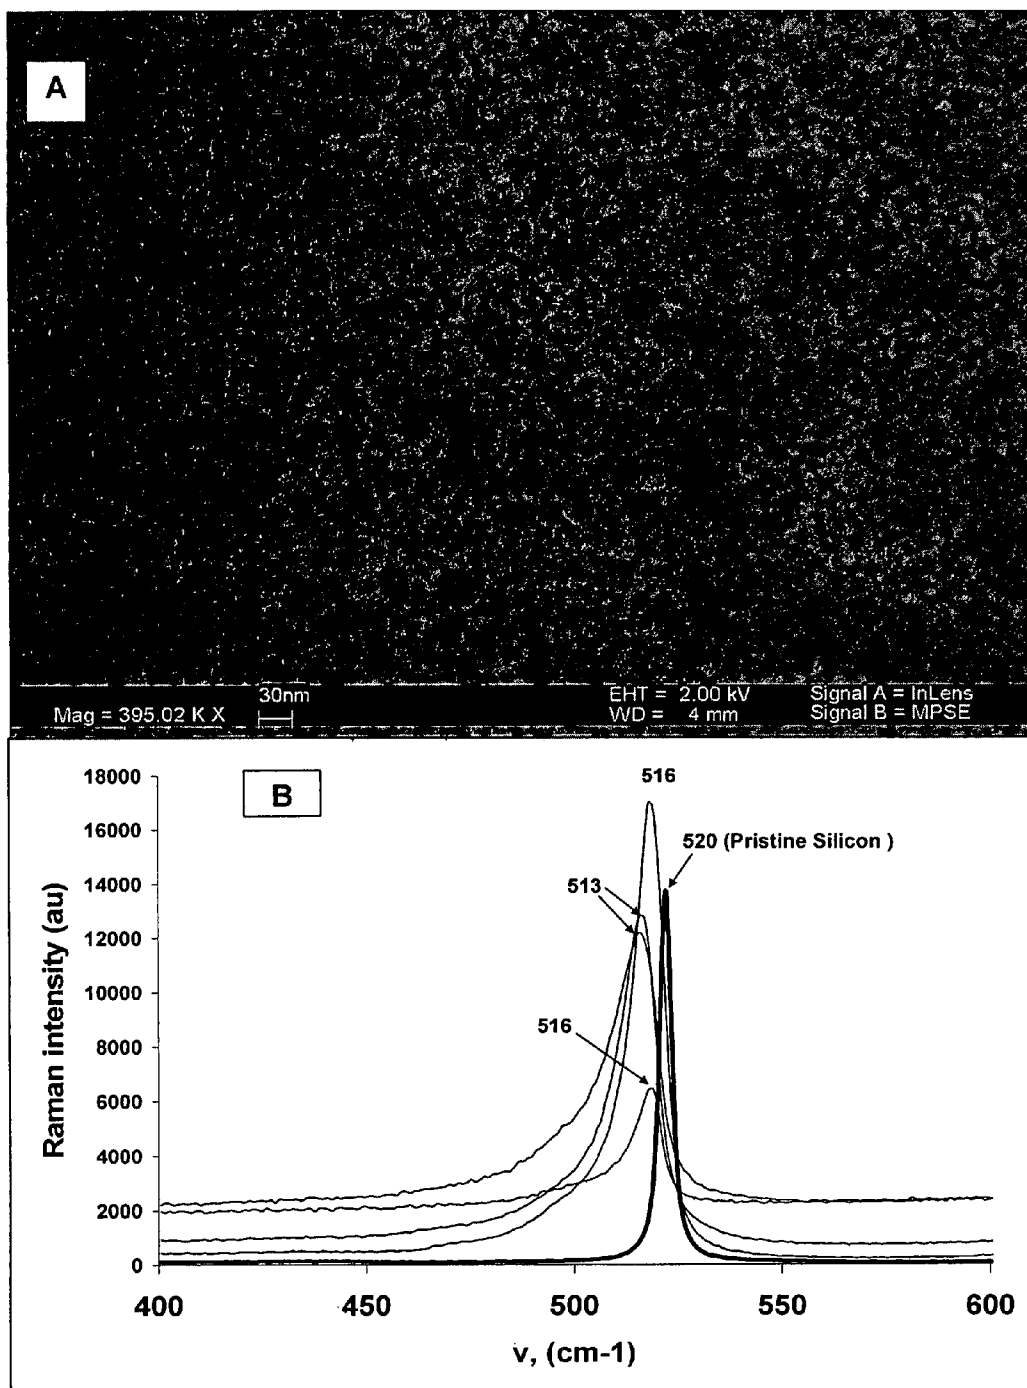 A
30nm
Mag = 395.02 K X
EHT = 2.00 kV
WD = 4 mm
Signal A = InLens
Signal B = MPSE
B
516
520 (Pristine Silicon )
513
516
18000
16000
14000
12000
10000
8000
6000
4000
2000
0
Raman intensity (au)
400
450
500
550
600
ν, (cm-1)